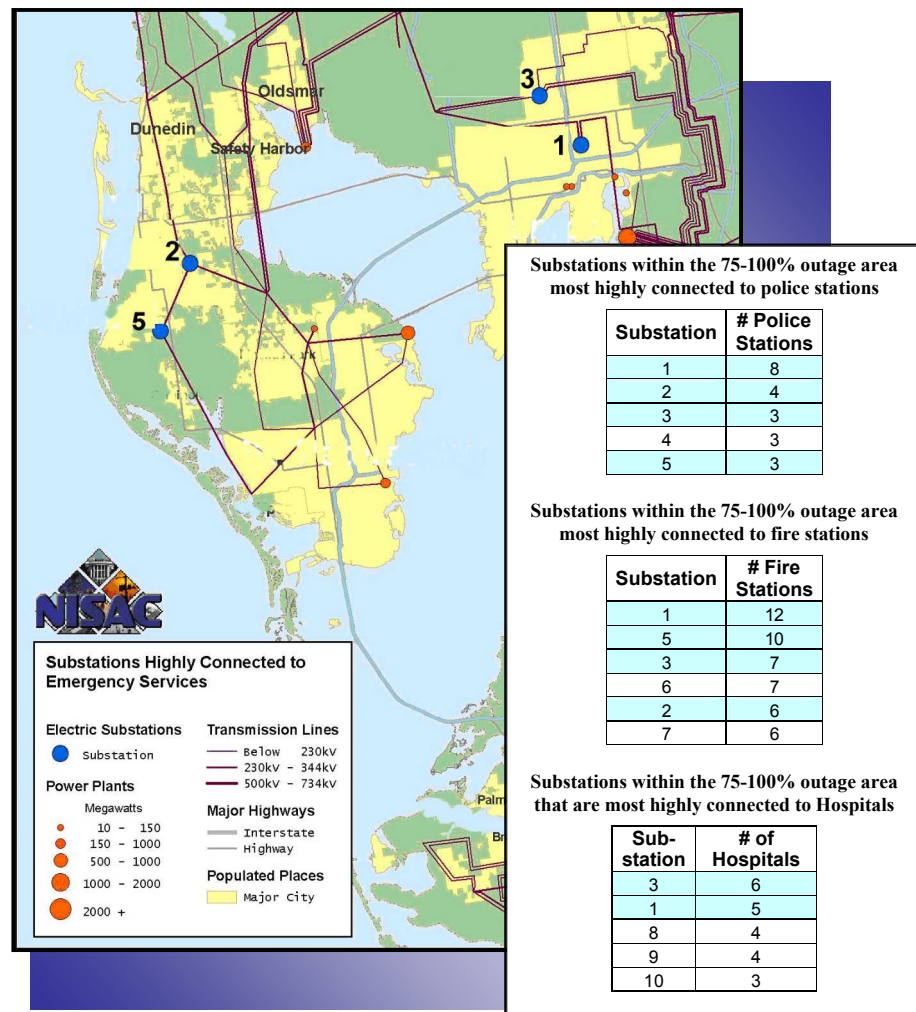 Oldsmar
Dunedin
Safety Harbor
3
1
2
5
NISAC
Substations Highly Connected to
Emergency Services
Electric Substations
Substation
Power Plants
Megawatts
10 - 150
150 - 1000
500 - 1000
1000 - 2000
2000 +
Transmission Lines
Below 230kv
230kv - 344kv
500kv - 734kv
Major Highways
Interstate
Highway
Populated Places
Major City
Palm
Br
Substations within the 75-100% outage area
most highly connected to police stations
Substation # Police Stations
1 8
2 4
3 3
4 3
5 3
Substations within the 75-100% outage area
most highly connected to fire stations
Substation # Fire Stations
1 12
5 10
3 7
6 7
2 6
7 6
Substations within the 75-100% outage area
that are most highly connected to Hospitals
Sub-station # of Hospitals
3 6
1 5
8 4
9 4
10 3